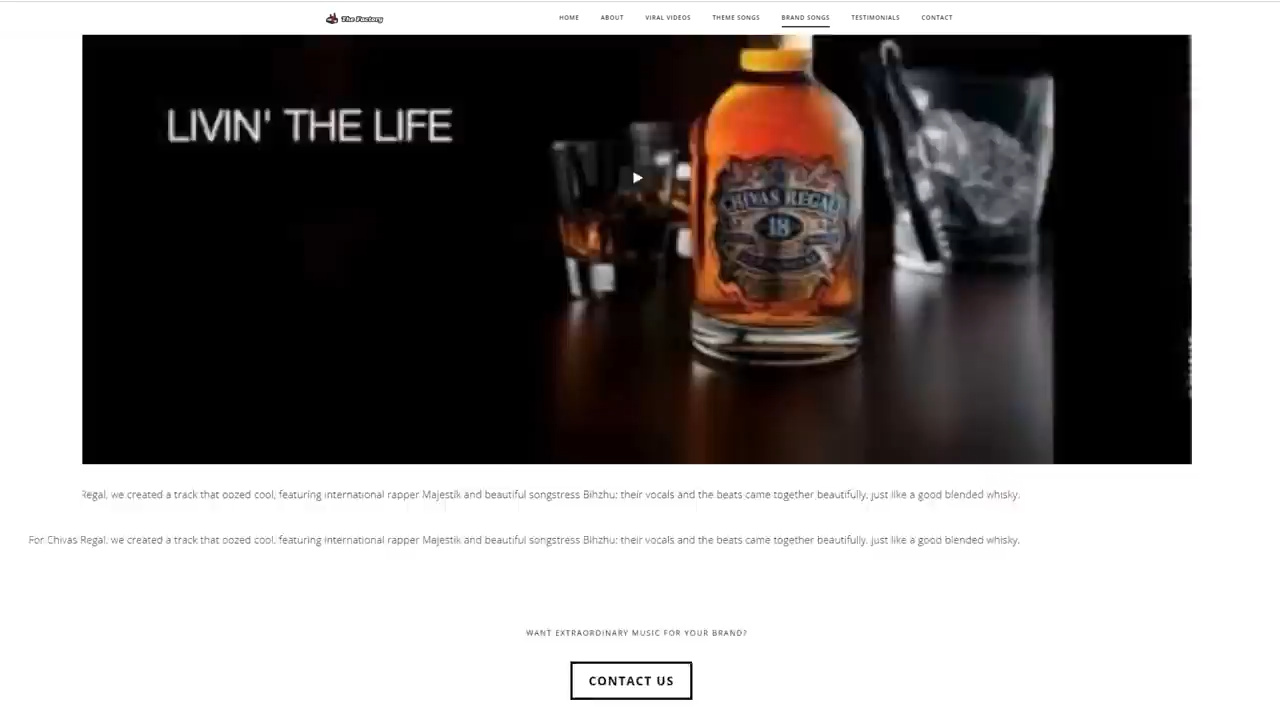 The Factory
HOME ABOUT VIRAL VIDEOS THEME SONGS BRAND SONGS TESTIMONIALS CONTACT
LIVIN' THE LIFE
CHIVAS REGAL
18
Regal, we created a track that oozed cool, featuring international rapper Majestik and beautiful songstress Bihzhu: their vocals and the beats came together beautifully, just like a good blended whisky.
For Chivas Regal, we created a track that oozed cool, featuring international rapper Majestik and beautiful songstress Bihzhu: their vocals and the beats came together beautifully, just like a good blended whisky.
WANT EXTRAORDINARY MUSIC FOR YOUR BRAND?
CONTACT US